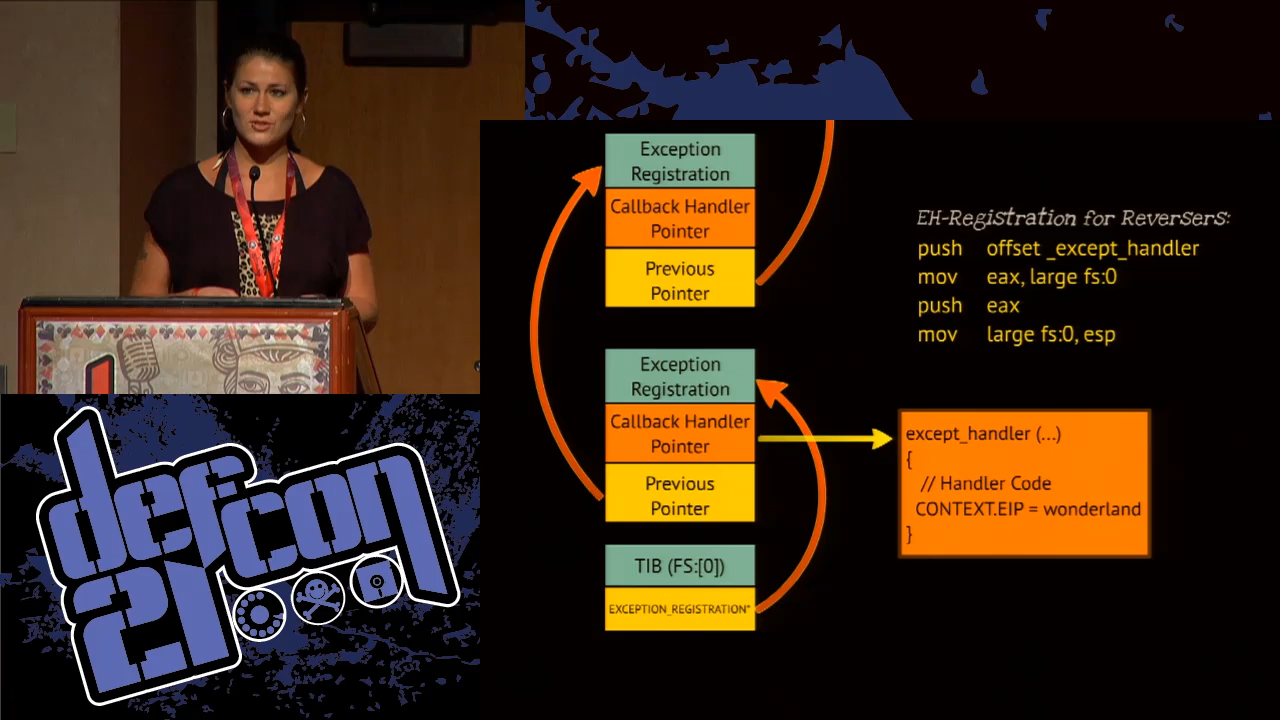 Exception
Registration
Callback Handler
Pointer
Previous
Pointer
EH-Registration for Reversers:
push offset _except_handler
mov eax, large fs:0
push eax
mov large fs:0, esp
Exception
Registration
Callback Handler
Pointer
Previous
Pointer
except_handler (...)
{
// Handler Code
CONTEXT.EIP = wonderland
}
TIB (FS:[0])
EXCEPTION_REGISTRATION*
defcon
21